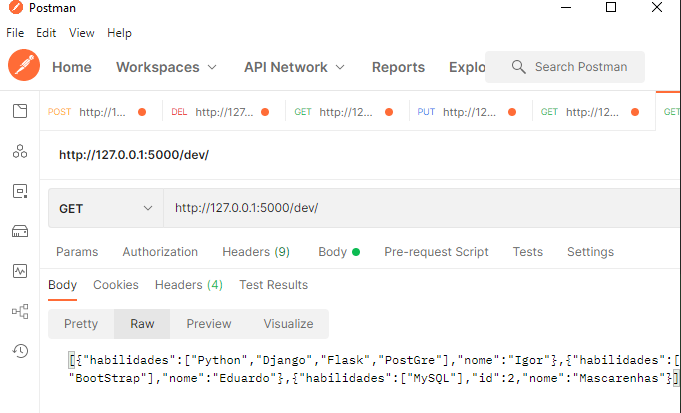 Postman
File Edit View Help
Home Workspaces API Network Reports Explo Search Postman
POST http://1... DEL http://127... GET http://12... PUT http://12... GET http://12... GET
http://127.0.0.1:5000/dev/
GET http://127.0.0.1:5000/dev/
Params Authorization Headers (9) Body Pre-request Script Tests Settings
Body Cookies Headers (4) Test Results
Pretty Raw Preview Visualize
[{"habilidades":["Python","Django","Flask","PostGre"],"nome":"Igor"},{"habilidades":[
"BootStrap"],"nome":"Eduardo"},{"habilidades":["MySQL"],"id":2,"nome":"Mascarenhas"}]